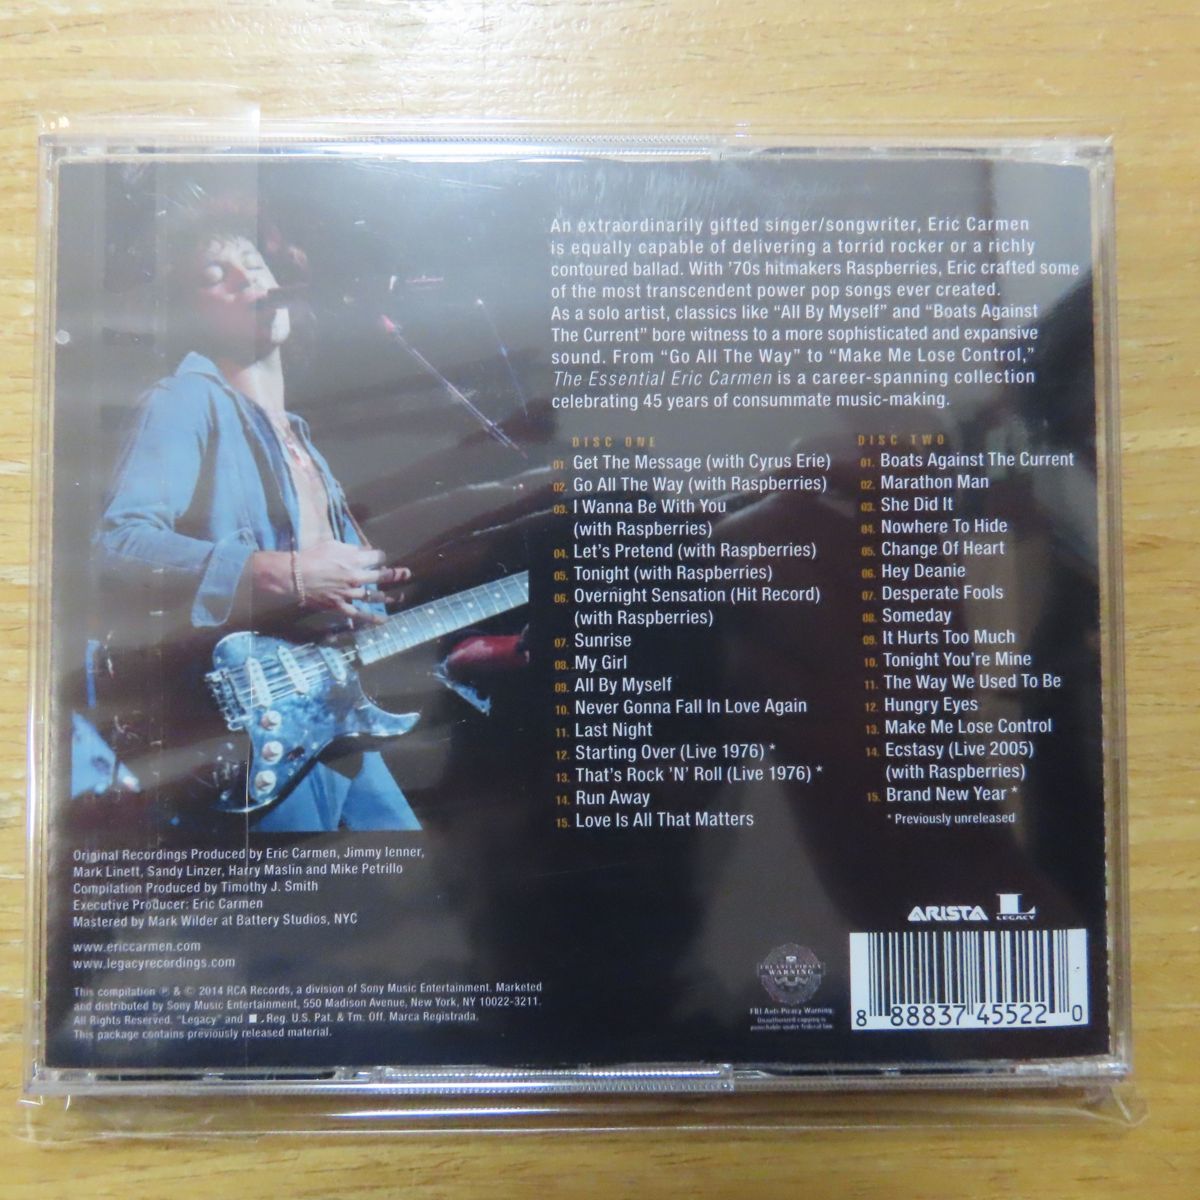 An extraordinarily gifted singer/songwriter, Eric Carmen
is equally capable of delivering a torrid rocker or a richly
contoured ballad. With '70s hitmakers Raspberries, Eric crafted some
of the most transcendent power pop songs ever created.
As a solo artist, classics like “All By Myself” and “Boats Against
The Current” bore witness to a more sophisticated and expansive
sound. From “Go All The Way” to “Make Me Lose Control,”
The Essential Eric Carmen is a career-spanning collection
celebrating 45 years of consummate music-making.
DISC ONE
01. Get The Message (with Cyrus Erie)
02. Go All The Way (with Raspberries)
03. I Wanna Be With You
(with Raspberries)
04. Let's Pretend (with Raspberries)
05. Tonight (with Raspberries)
06. Overnight Sensation (Hit Record)
(with Raspberries)
07. Sunrise
08. My Girl
09. All By Myself
10. Never Gonna Fall In Love Again
11. Last Night
12. Starting Over (Live 1976) *
13. That's Rock 'N' Roll (Live 1976) *
14. Run Away
15. Love Is All That Matters
DISC TWO
01. Boats Against The Current
02. Marathon Man
03. She Did It
04. Nowhere To Hide
05. Change Of Heart
06. Hey Deanie
07. Desperate Fools
08. Someday
09. It Hurts Too Much
10. Tonight You're Mine
11. The Way We Used To Be
12. Hungry Eyes
13. Make Me Lose Control
14. Ecstasy (Live 2005)
(with Raspberries)
15. Brand New Year *
* Previously unreleased
Original Recordings Produced by Eric Carmen, Jimmy Ienner,
Mark Linett, Sandy Linzer, Harry Maslin and Mike Petrillo
Compilation Produced by Timothy J. Smith
Executive Producer: Eric Carmen
Mastered by Mark Wilder at Battery Studios, NYC
www.ericcarmen.com
www.legacyrecordings.com
This compilation ℗ & © 2014 RCA Records, a division of Sony Music Entertainment. Marketed
and distributed by Sony Music Entertainment, 550 Madison Avenue, New York, NY 10022-3211.
All Rights Reserved. “Legacy” and L, Reg. U.S. Pat. & Tm. Off. Marca Registrada.
This package contains previously released material.
ARISTA
L
LEGACY
FBI ANTI-PIRACY
WARNING
FBI Anti-Piracy Warning:
Unauthorized copying is
punishable under federal law.
8 88837 45522 0